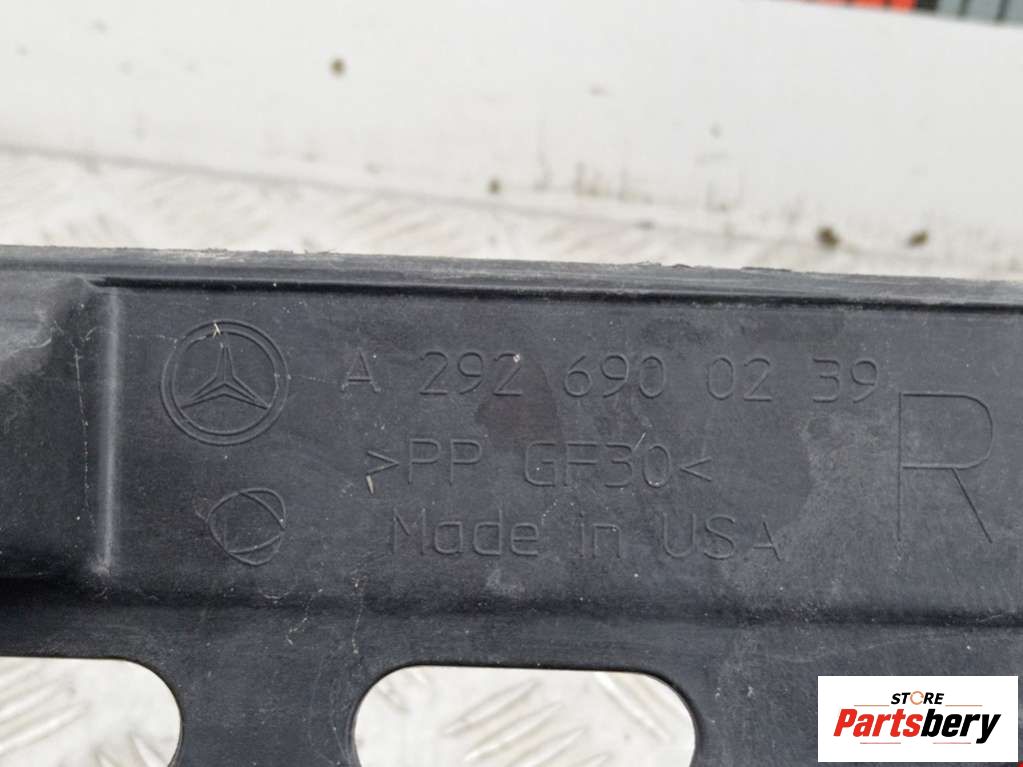 A 292 690 02 39
R
>PP GF30<
Made in USA
STORE
Partsbery